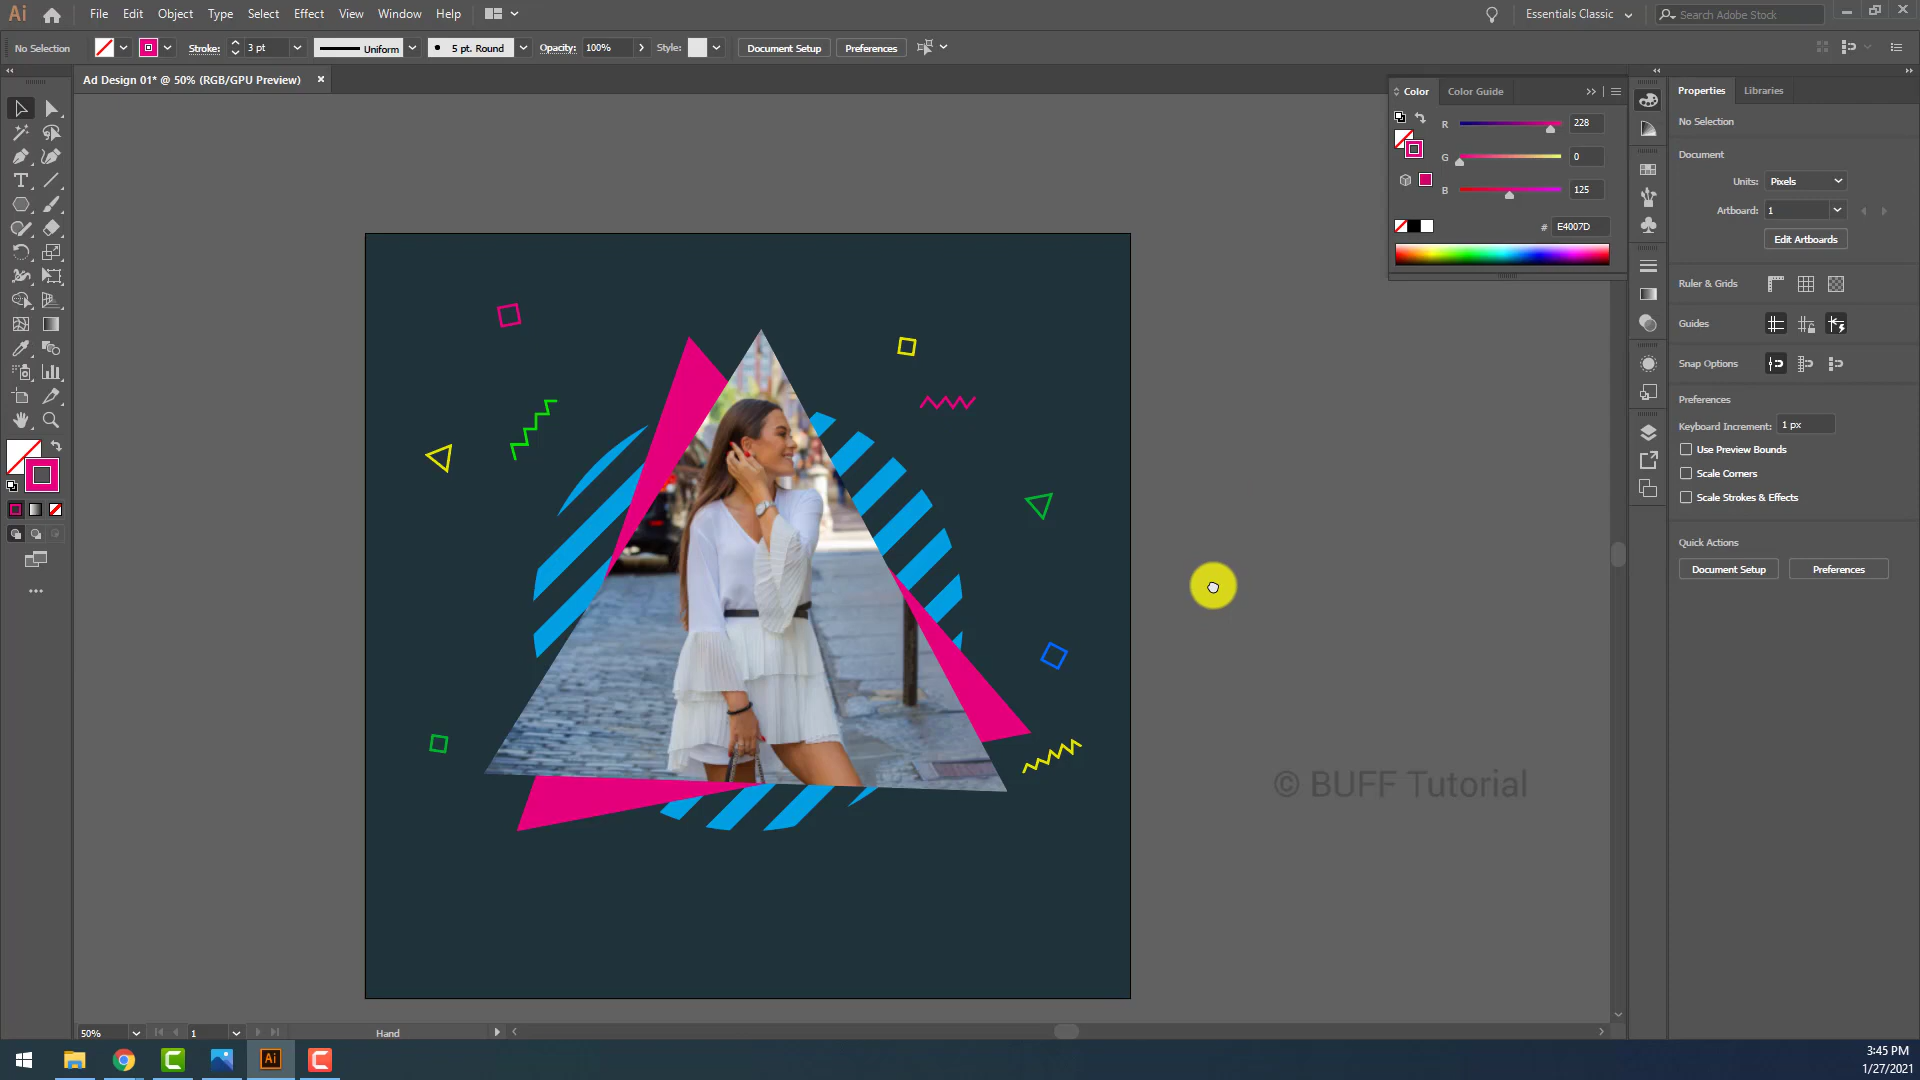 Ai File Edit Object Type Select Effect View Window Help Essentials Classic Search Adobe Stock
No Selection Stroke: 3 pt Uniform 5 pt. Round Opacity: 100% Style: Document Setup Preferences
Ad Design 01* @ 50% (RGB/GPU Preview) ×
Color Color Guide
R 228
G 0
B 125
# E4007D
Properties Libraries
No Selection
Document
Units: Pixels
Artboard: 1
Edit Artboards
Ruler & Grids
Guides
Snap Options
Preferences
Keyboard Increment: 1 px
Use Preview Bounds
Scale Corners
Scale Strokes & Effects
Quick Actions
Document Setup Preferences
© BUFF Tutorial
50% 1 Hand
Ai
3:45 PM
1/27/2021